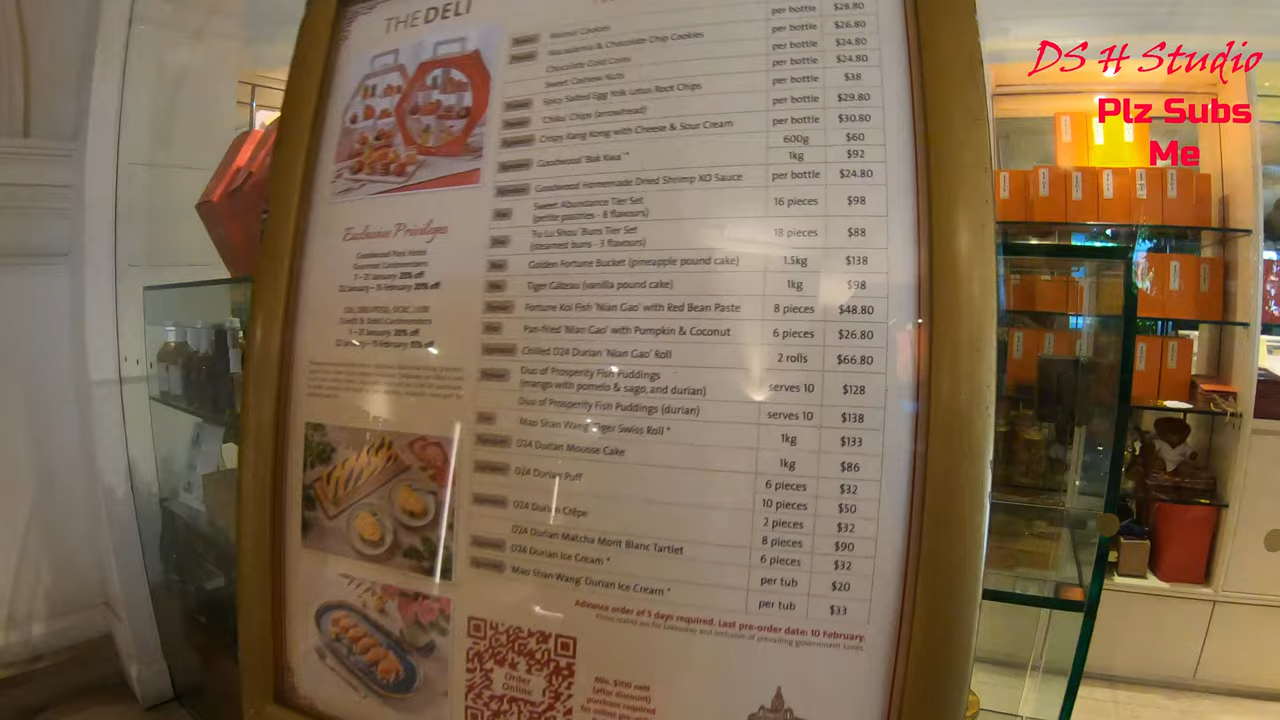 THE DELI
DS H Studio
Plz Subs
Me
per bottle $28.80
Walnut Cookies per bottle $26.80
Macadamia & Chocolate Chip Cookies per bottle $24.80
Chocolate Gold Coins per bottle $24.80
Sweet Cashew Nuts per bottle $38
Spicy Salted Egg Yolk Lotus Root Chips per bottle $29.80
Chips (arrowhead) per bottle $30.80
Crispy Kang Kong with Cheese & Sour Cream 600g $60
Goodwood 'Bak Kwa' 1kg $92
Goodwood Homemade Dried Shrimp XO Sauce per bottle $24.80
Sweet Abundance Tier Set
(petite pastries - 8 flavours) 16 pieces $98
'Fu Lu Shou' Buns Tier Set
(steamed buns - 3 flavours) 18 pieces $88
Golden Fortune Bucket (pineapple pound cake) 1.5kg $138
Tiger Gâteau (vanilla pound cake) 1kg $98
Fortune Koi Fish 'Nian Gao' with Red Bean Paste 8 pieces $48.80
Pan-fried 'Nian Gao' with Pumpkin & Coconut 6 pieces $26.80
Chilled D24 Durian 'Nian Gao' Roll 2 rolls $66.80
Duo of Prosperity Fish Puddings
(mango with pomelo & sago, and durian) serves 10 $128
Duo of Prosperity Fish Puddings (durian) serves 10 $138
'Mao Shan Wang' Tiger Swiss Roll * 1kg $133
D24 Durian Mousse Cake 1kg $86
D24 Durian Puff 6 pieces $32
10 pieces $50
D24 Durian Crêpe 2 pieces $32
8 pieces $90
D24 Durian Matcha Mont Blanc Tartlet 6 pieces $32
D24 Durian Ice Cream * per tub $20
'Mao Shan Wang' Durian Ice Cream * per tub $33
Advance order of 5 days required. Last pre-order date: 10 February.
Exclusive Privileges
Goodwood Park Hotel
Order
Online
Min. $100 nett
(after discount)
purchase required